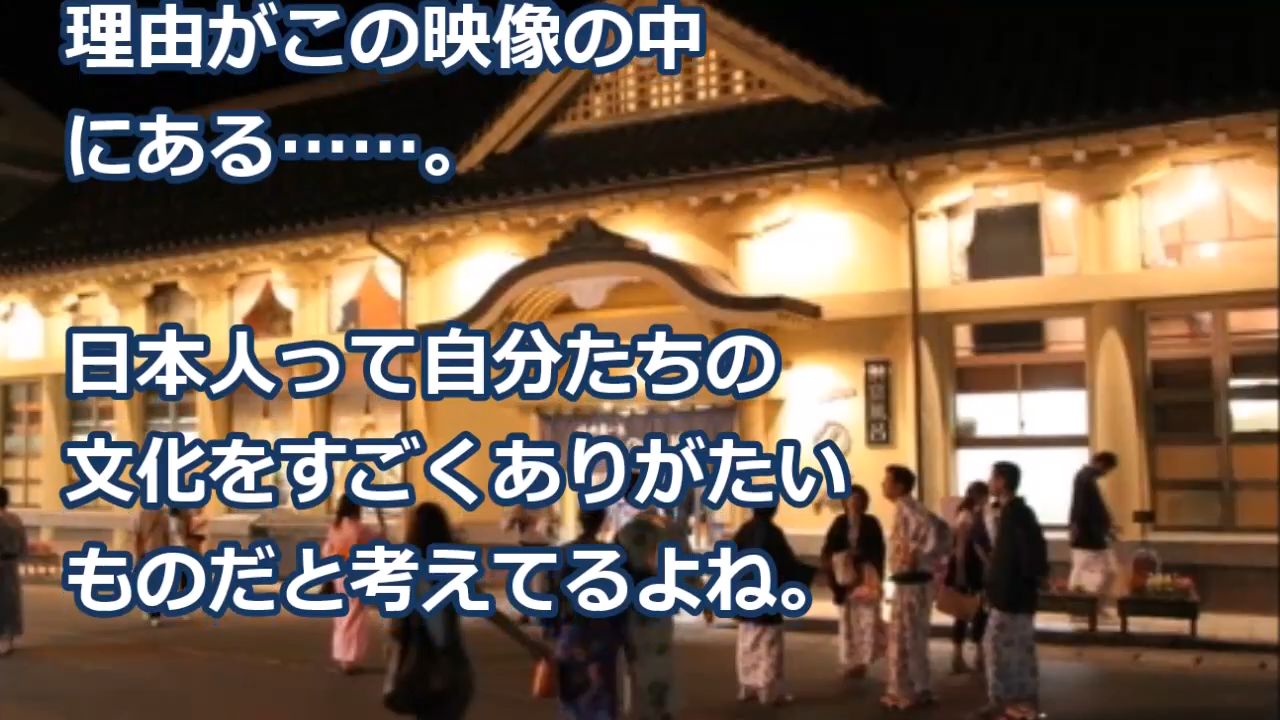 理由がこの映像の中
にある……。
日本人って自分たちの
文化をすごくありがたい
ものだと考えてるよね。